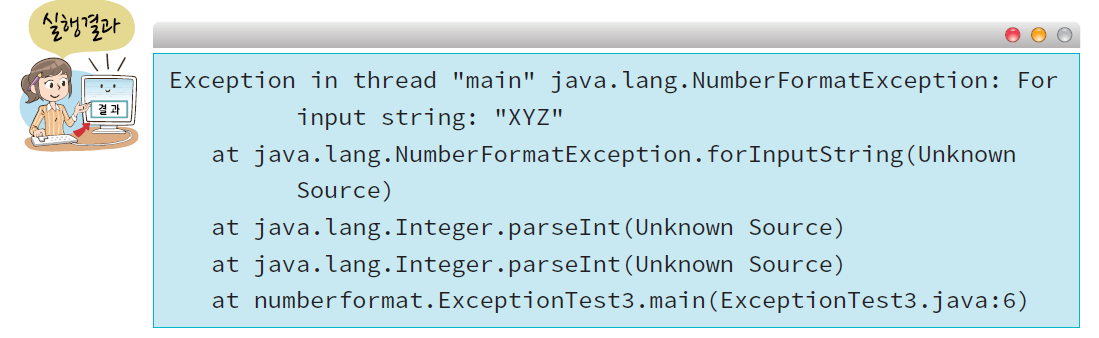 실행결과
결과
Exception in thread "main" java.lang.NumberFormatException: For
input string: "XYZ"
at java.lang.NumberFormatException.forInputString(Unknown
Source)
at java.lang.Integer.parseInt(Unknown Source)
at java.lang.Integer.parseInt(Unknown Source)
at numberformat.ExceptionTest3.main(ExceptionTest3.java:6)